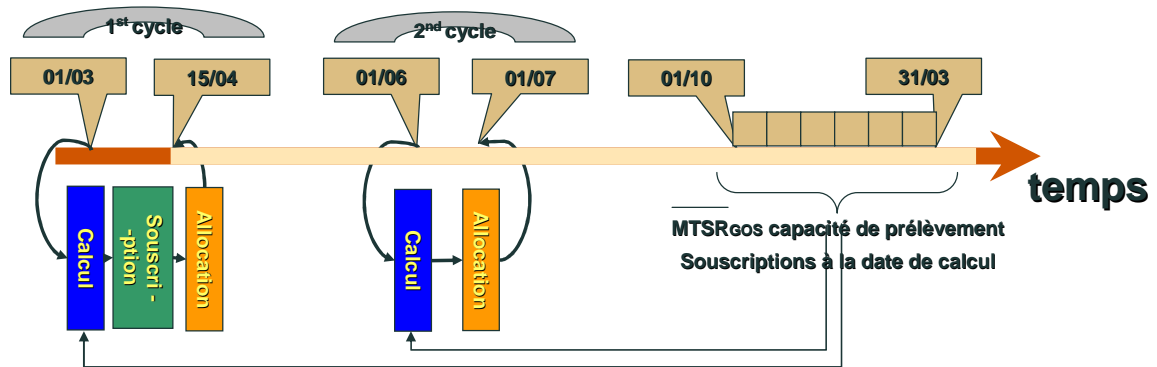 1st cycle
2nd cycle
01/03
15/04
01/06
01/07
01/10
31/03
temps
Calcul
Souscri -
-ption
Allocation
Calcul
Allocation
MTSRGOS capacité de prélèvement
Souscriptions à la date de calcul